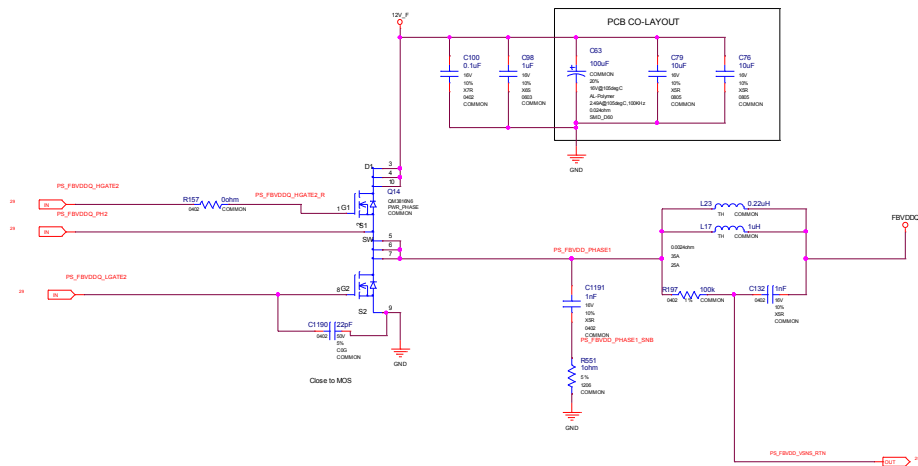 12V_F
PCB CO-LAYOUT
C100
0.1uF
16V
10%
X7R
0402
COMMON
C98
1uF
16V
10%
X6S
0603
COMMON
C63
100uF
COMMON
20%
16V@105degC
AL-Polymer
2.49A@105degC,100KHz
0.024ohm
SMD_D60
C79
10uF
16V
10%
X5R
0805
COMMON
C76
10uF
16V
10%
X5R
0805
COMMON
GND
PS_FBVDDQ_HGATE2
IN
R157
0ohm
0402
COMMON
PS_FBVDDQ_HGATE2_R
D1
3
4
10
Q14
QM3816N6
PWR_PHASE
COMMON
1
G1
S1
PS_FBVDDQ_PH2
IN
SW
5
6
7
PS_FBVDD_PHASE1
PS_FBVDDQ_LGATE2
IN
8
G2
S2
9
C1190
22pF
0402
50V
5%
C0G
COMMON
GND
Close to MOS
C1191
1nF
16V
10%
X5R
0402
COMMON
PS_FBVDD_PHASE1_SNB
R551
1ohm
5%
1206
COMMON
GND
L23
0.22uH
TH
COMMON
L17
1uH
TH
COMMON
0.0024ohm
35A
25A
R197
100k
0402
1%
COMMON
C132
1nF
0402
16V
10%
X5R
COMMON
FBVDDQ
PS_FBVDD_VSNS_RTN
OUT